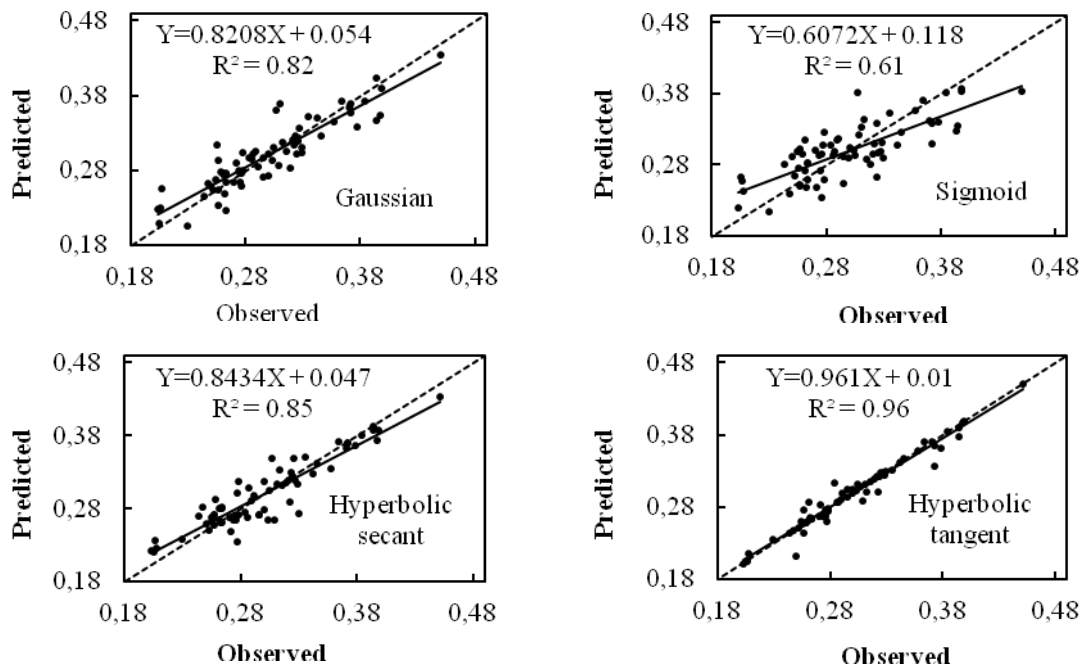 0,48
Y=0.8208X + 0.054
R² = 0.82
Predicted
0,38
0,28
Gaussian
0,18
0,18 0,28 0,38 0,48
Observed
0,48
Y=0.6072X + 0.118
R² = 0.61
Predicted
0,38
0,28
Sigmoid
0,18
0,18 0,28 0,38 0,48
Observed
0,48
Y=0.8434X + 0.047
R² = 0.85
Predicted
0,38
0,28
Hyperbolic
secant
0,18
0,18 0,28 0,38 0,48
Observed
0,48
Y=0.961X + 0.01
R² = 0.96
Predicted
0,38
0,28
Hyperbolic
tangent
0,18
0,18 0,28 0,38 0,48
Observed